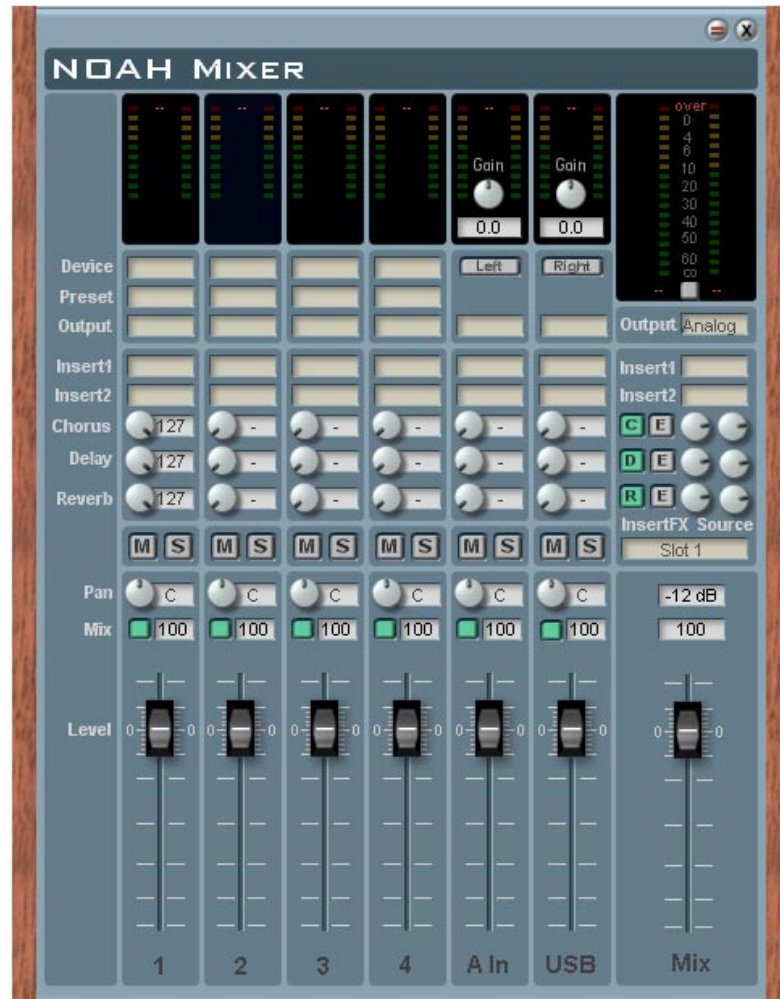 X
NOAH MIXER
-- -- -- -- -- -- over
0
4
6
Gain Gain 10
20
30
0.0 0.0 40
50
Device Left Right 60
∞
Preset -- --
Output Output Analog
Insert1 Insert1
Insert2 Insert2
Chorus 127 - - - - - C E
Delay 127 - - - - - D E
Reverb 127 - - - - - R E
InsertFX Source
M S M S M S M S M S M S Slot 1
Pan C C C C C C -12 dB
Mix 100 100 100 100 100 100 100
Level 0 0 0 0 0 0 0 0 0 0 0 0 0 0
1 2 3 4 A In USB Mix